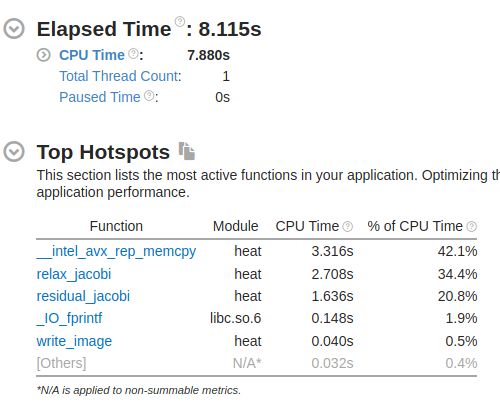 Elapsed Time ? : 8.115s
CPU Time ? : 7.880s
Total Thread Count: 1
Paused Time ? : 0s
Top Hotspots
This section lists the most active functions in your application. Optimizing th
application performance.
Function Module CPU Time ? % of CPU Time ?
__intel_avx_rep_memcpy heat 3.316s 42.1%
relax_jacobi heat 2.708s 34.4%
residual_jacobi heat 1.636s 20.8%
_IO_fprintf libc.so.6 0.148s 1.9%
write_image heat 0.040s 0.5%
[Others] N/A* 0.032s 0.4%
*N/A is applied to non-summable metrics.